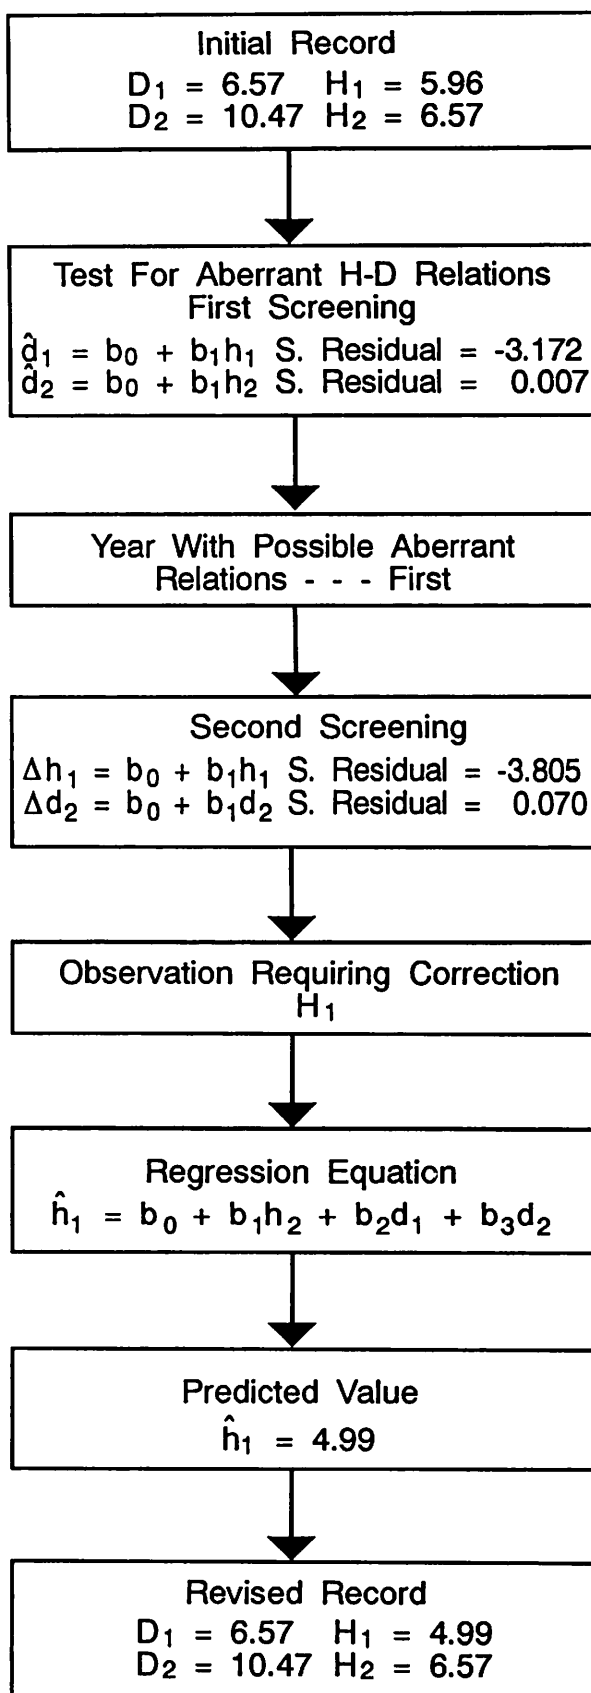 Initial Record
D₁ = 6.57 H₁ = 5.96
D₂ = 10.47 H₂ = 6.57
Test For Aberrant H-D Relations
First Screening
d̂₁ = b₀ + b₁h₁ S. Residual = -3.172
d̂₂ = b₀ + b₁h₂ S. Residual = 0.007
Year With Possible Aberrant
Relations - - - First
Second Screening
Δh₁ = b₀ + b₁h₁ S. Residual = -3.805
Δd₂ = b₀ + b₁d₂ S. Residual = 0.070
Observation Requiring Correction
H₁
Regression Equation
ĥ₁ = b₀ + b₁h₂ + b₂d₁ + b₃d₂
Predicted Value
ĥ₁ = 4.99
Revised Record
D₁ = 6.57 H₁ = 4.99
D₂ = 10.47 H₂ = 6.57